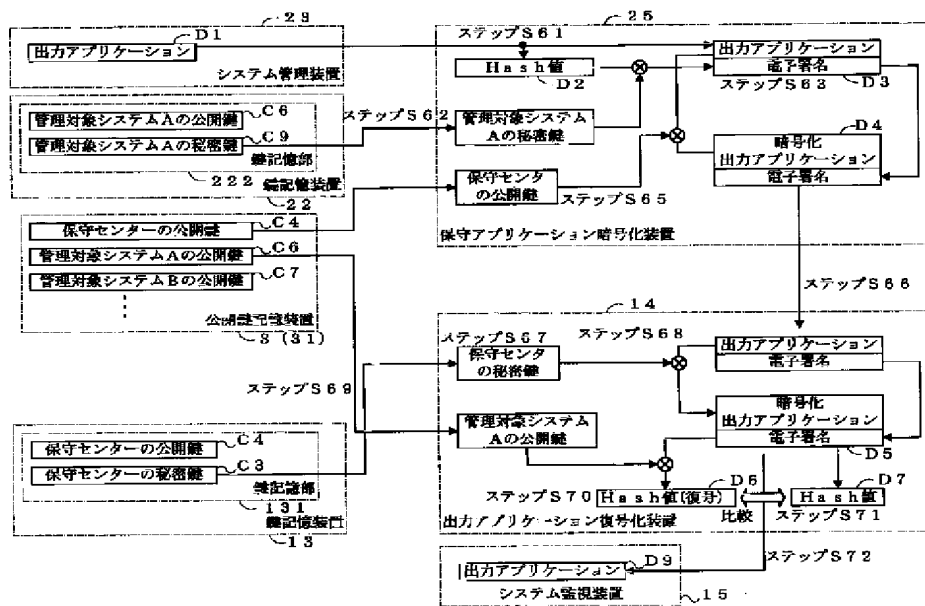 23
D1
出力アプリケーション
システム管理装置
C6
管理対象システムAの公開鍵
C9
管理対象システムAの秘密鍵
鍵記憶部
222
鍵記憶装置
22
保守センターの公開鍵
C4
管理対象システムAの公開鍵
C6
管理対象システムBの公開鍵
C7
公開鍵記憶装置
3(31)
ステップS69
C4
保守センターの公開鍵
C3
保守センターの秘密鍵
鍵記憶部
131
鍵記憶装置
13
25
ステップS61
Hash値
D2
出力アプリケーション
電子署名
D3
ステップS63
ステップS62
管理対象システム
Aの秘密鍵
D4
暗号化
出力アプリケーション
電子署名
保守センタ
の公開鍵
ステップS65
保守アプリケーション暗号化装置
ステップS66
14
ステップS67
ステップS68
保守センタ
の秘密鍵
出力アプリケーション
電子署名
管理対象システム
Aの公開鍵
暗号化
出力アプリケーション
電子署名
D5
D6
D7
ステップS70
Hash値(復号)
Hash値
比較
ステップS71
出力アプリケーション復号化装置
ステップS72
D9
出力アプリケーション
システム監視装置
15